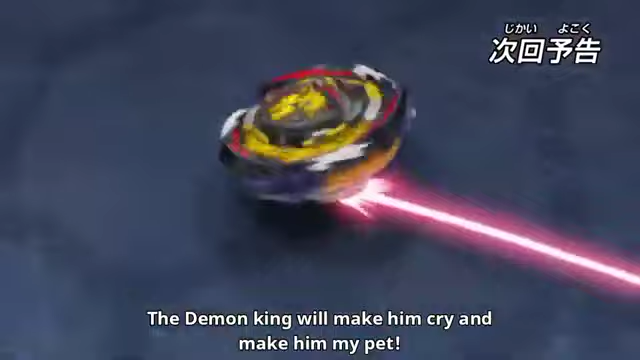 じかい よこく
次回予告
The Demon king will make him cry and
make him my pet!